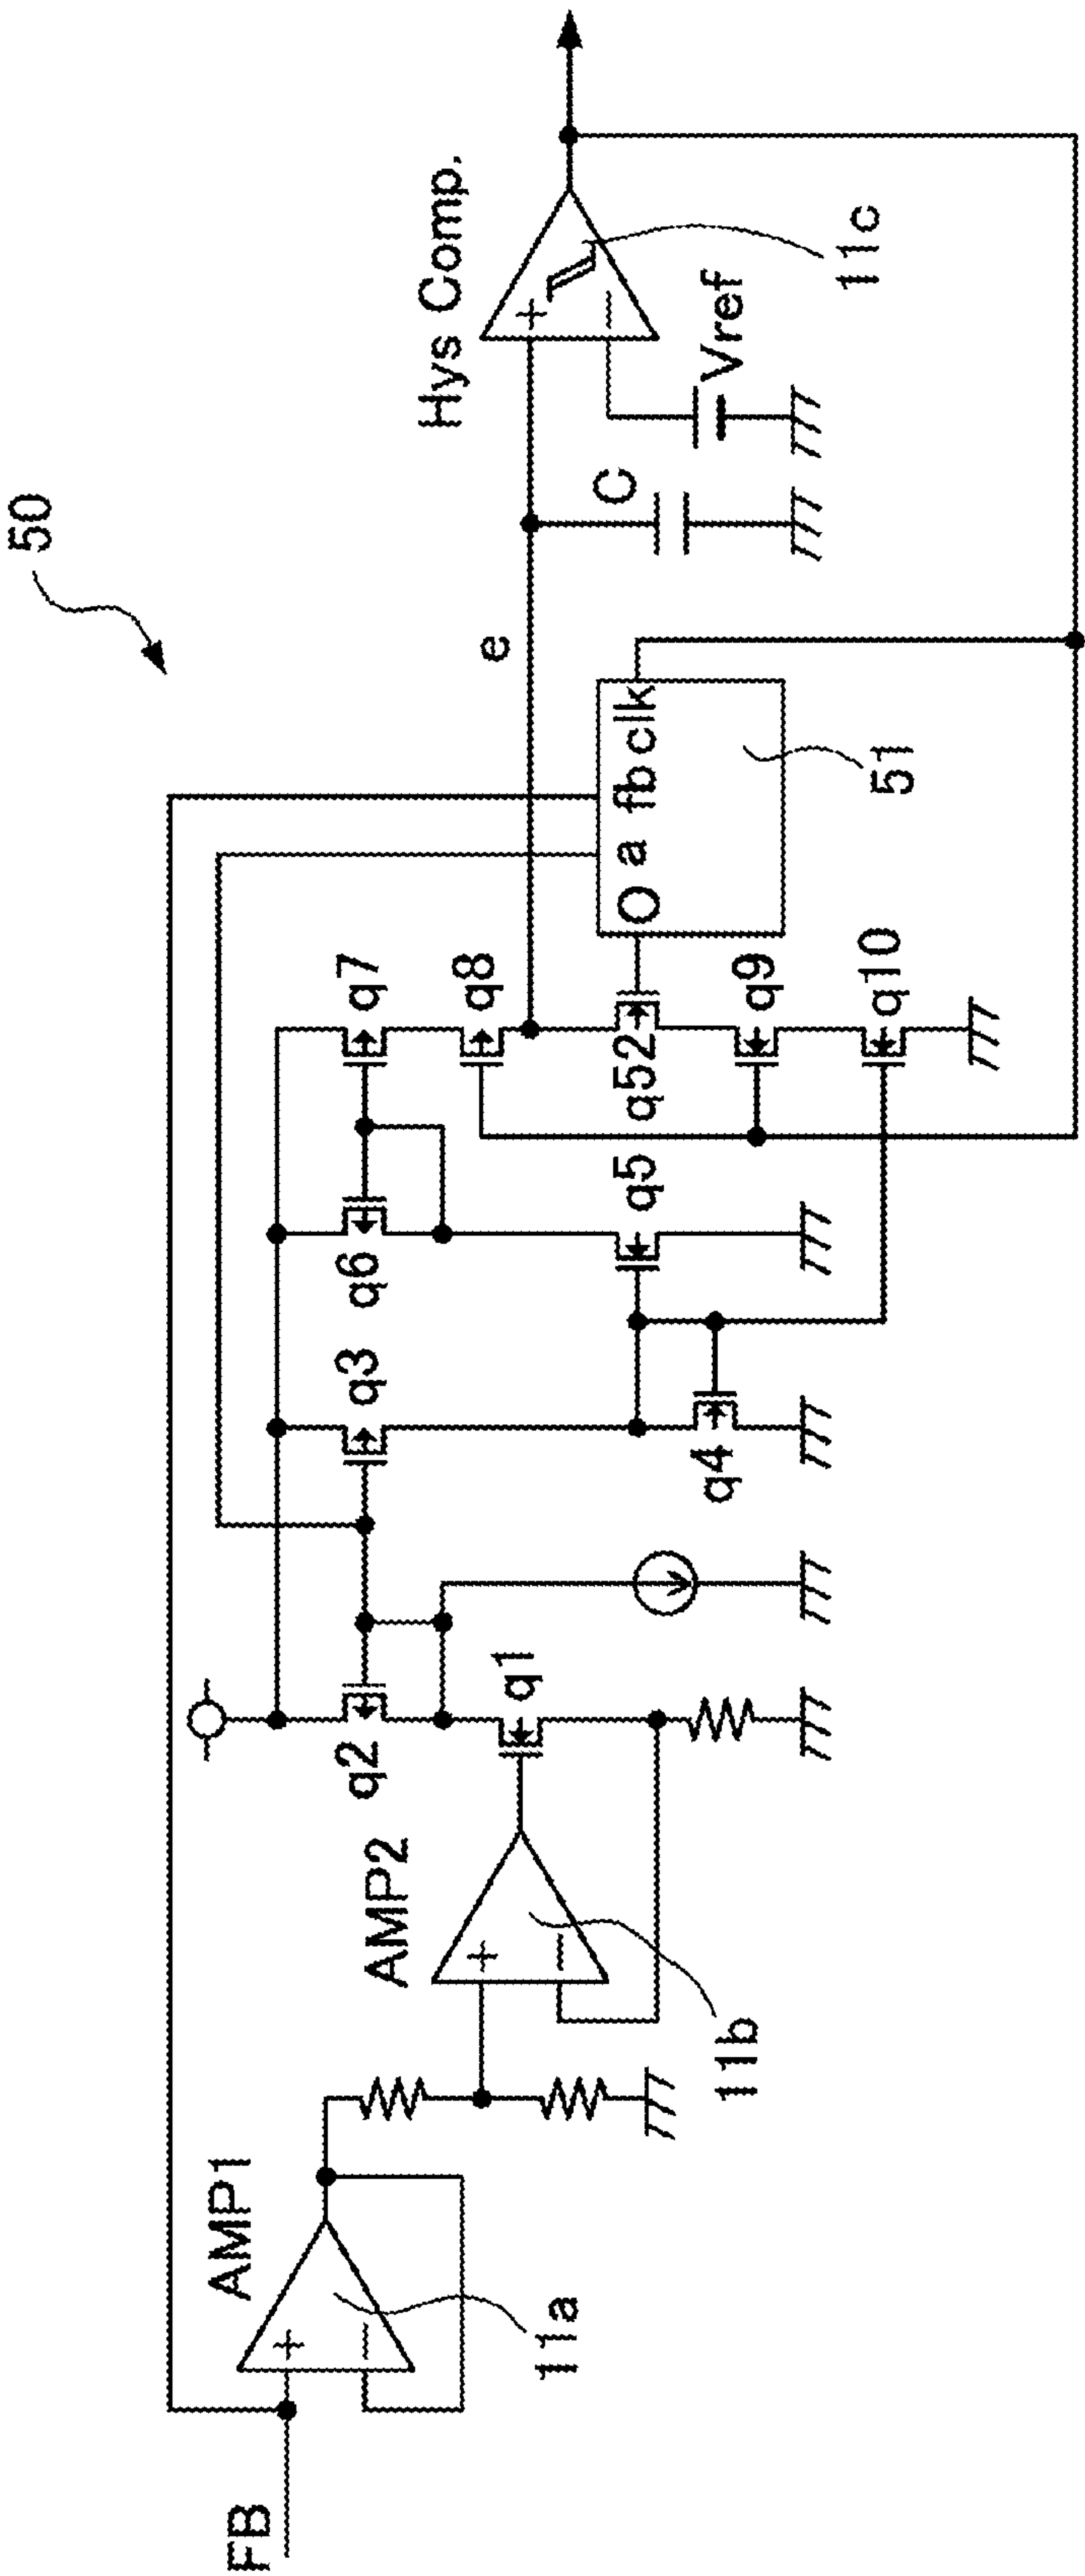 50
FB
AMP1
+
−
11a
AMP2
+
−
11b
q2
q1
q3
q4
q6
q5
q7
q8
q52
q9
q10
O a fb clk
51
e
C
Vref
Hys Comp.
+
−
11c